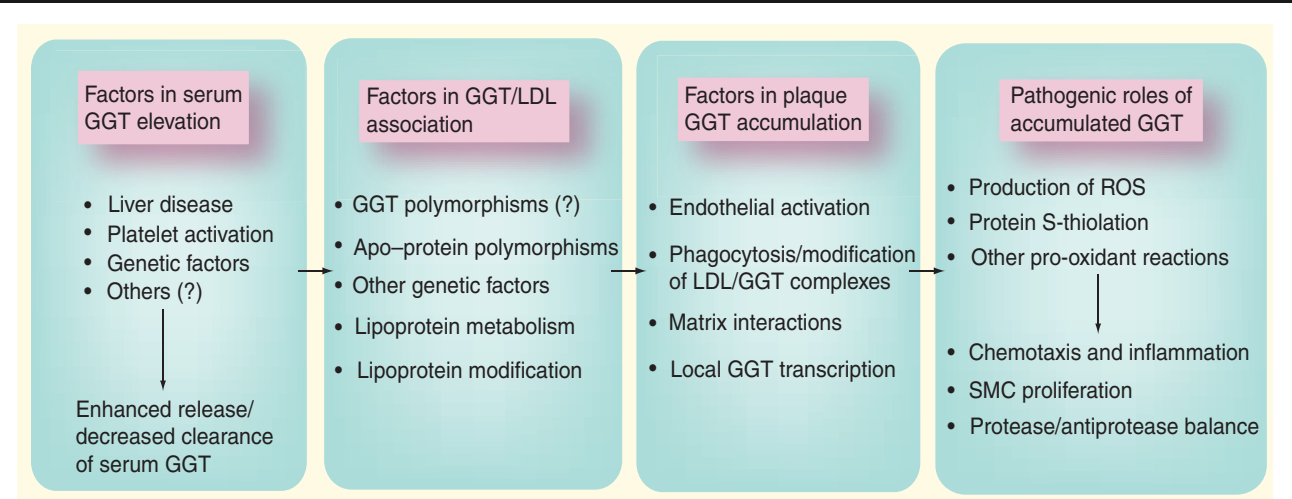 Factors in serum
GGT elevation
• Liver disease
• Platelet activation
• Genetic factors
• Others (?)
Enhanced release/
decreased clearance
of serum GGT
Factors in GGT/LDL
association
• GGT polymorphisms (?)
• Apo–protein polymorphisms
• Other genetic factors
• Lipoprotein metabolism
• Lipoprotein modification
Factors in plaque
GGT accumulation
• Endothelial activation
• Phagocytosis/modification
of LDL/GGT complexes
• Matrix interactions
• Local GGT transcription
Pathogenic roles of
accumulated GGT
• Production of ROS
• Protein S-thiolation
• Other pro-oxidant reactions
• Chemotaxis and inflammation
• SMC proliferation
• Protease/antiprotease balance